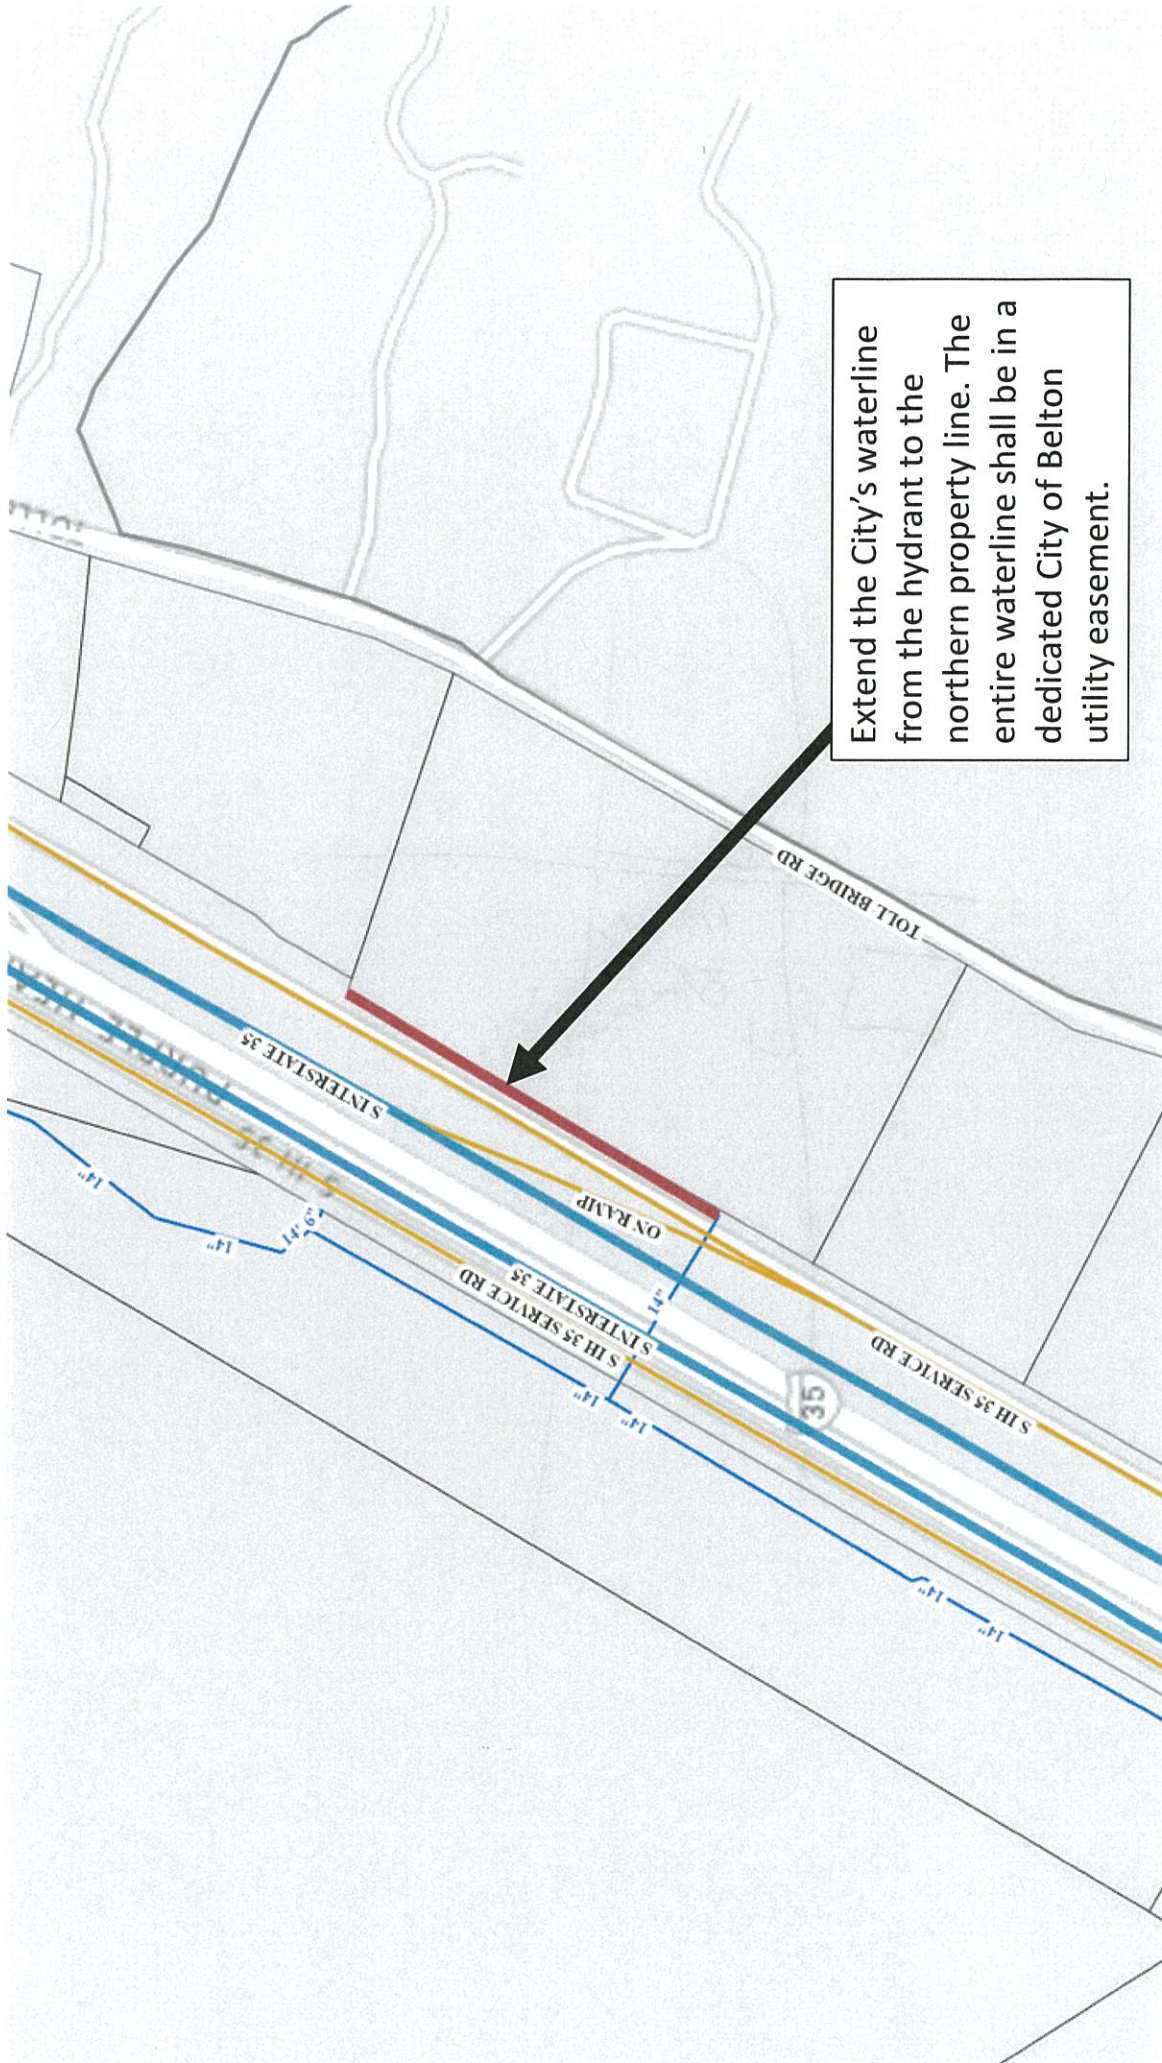 Extend the City's waterline
from the hydrant to the
northern property line. The
entire waterline shall be in a
dedicated City of Belton
utility easement.
TOLL BRIDGE RD
S INTERSTATE 35
S IH 35
ON RAMP
S INTERSTATE 35
S IH 35 SERVICE RD
S IH 35 SERVICE RD
35
14"
14"
14"
6"
14"
14"
14"
14"
14"